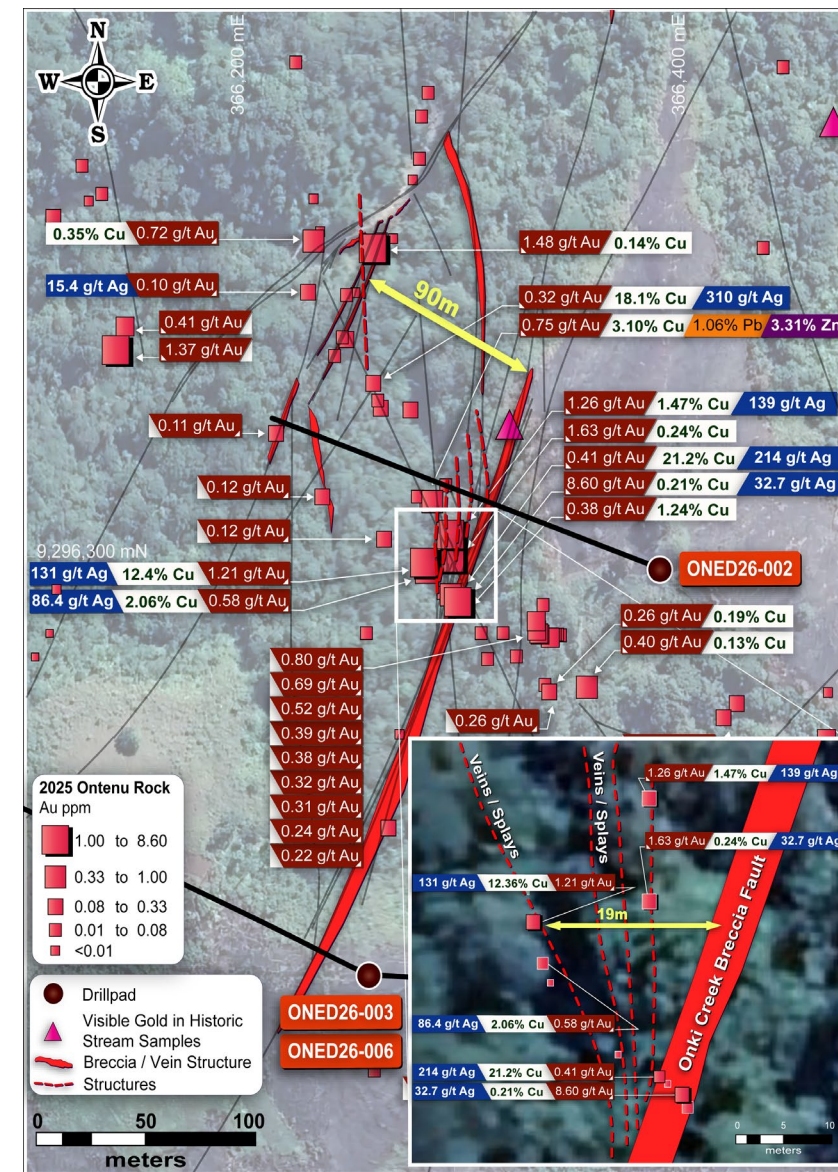 N
W E
S
366,200 mE
366,400 mE
0.35% Cu 0.72 g/t Au
1.48 g/t Au 0.14% Cu
15.4 g/t Ag 0.10 g/t Au
90m
0.32 g/t Au 18.1% Cu 310 g/t Ag
0.41 g/t Au
0.75 g/t Au 3.10% Cu 1.06% Pb 3.31% Zn
1.37 g/t Au
1.26 g/t Au 1.47% Cu 139 g/t Ag
0.11 g/t Au
1.63 g/t Au 0.24% Cu
0.41 g/t Au 21.2% Cu 214 g/t Ag
0.12 g/t Au
8.60 g/t Au 0.21% Cu 32.7 g/t Ag
0.38 g/t Au 1.24% Cu
0.12 g/t Au
9,296,300 mN
131 g/t Ag 12.4% Cu 1.21 g/t Au
ONED26-002
86.4 g/t Ag 2.06% Cu 0.58 g/t Au
0.26 g/t Au 0.19% Cu
0.40 g/t Au 0.13% Cu
0.80 g/t Au
0.69 g/t Au
0.52 g/t Au
0.39 g/t Au
0.38 g/t Au
0.32 g/t Au
0.31 g/t Au
0.24 g/t Au
0.22 g/t Au
0.26 g/t Au
2025 Ontenu Rock
Au ppm
1.00 to 8.60
0.33 to 1.00
0.08 to 0.33
0.01 to 0.08
<0.01
Drillpad
Visible Gold in Historic
Stream Samples
Breccia / Vein Structure
Structures
0 50 100
meters
ONED26-003
ONED26-006
Veins / Splays
Veins / Splays
1.26 g/t Au 1.47% Cu 139 g/t Ag
1.63 g/t Au 0.24% Cu 32.7 g/t Ag
131 g/t Ag 12.36% Cu 1.21 g/t Au
19m
Onki Creek Breccia Fault
86.4 g/t Ag 2.06% Cu 0.58 g/t Au
214 g/t Ag 21.2% Cu 0.41 g/t Au
32.7 g/t Ag 0.21% Cu 8.60 g/t Au
0 5 10
meters